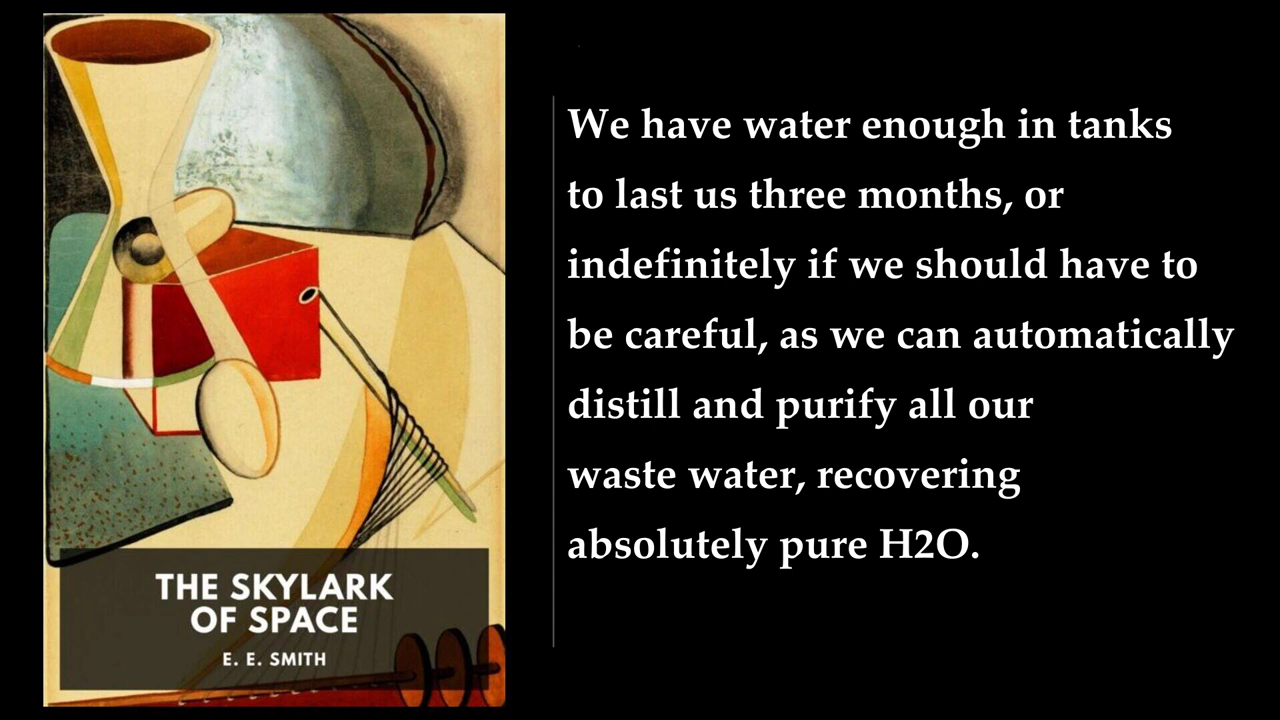 THE SKYLARK
OF SPACE
E. E. SMITH
We have water enough in tanks
to last us three months, or
indefinitely if we should have to
be careful, as we can automatically
distill and purify all our
waste water, recovering
absolutely pure H2O.